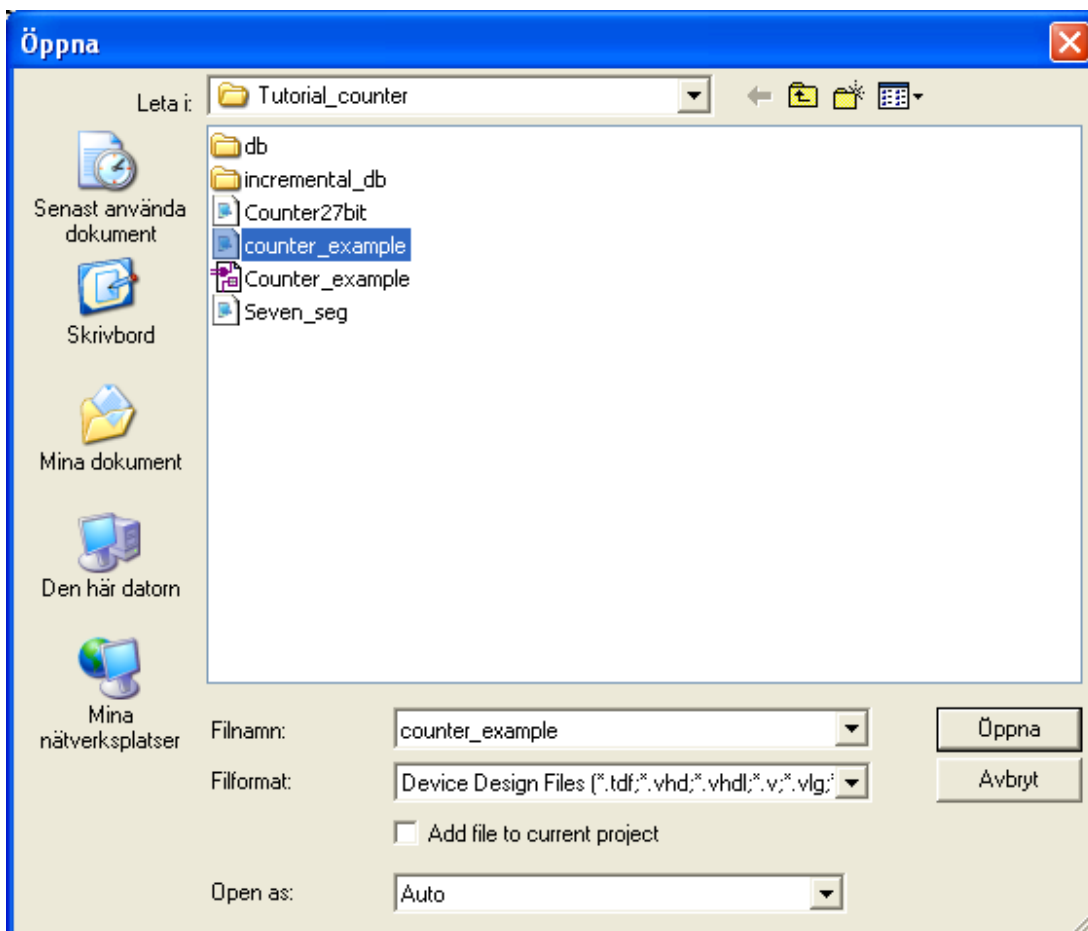 Öppna
Leta i:
Tutorial_counter
Senast använda
dokument
Skrivbord
Mina dokument
Den här datorn
Mina
nätverksplatser
db
incremental_db
Counter27bit
counter_example
Counter_example
Seven_seg
Filnamn:
counter_example
Öppna
Filformat:
Device Design Files (*.tdf;*.vhd;*.vhdl;*.v;*.vlg;*
Avbryt
Add file to current project
Open as:
Auto